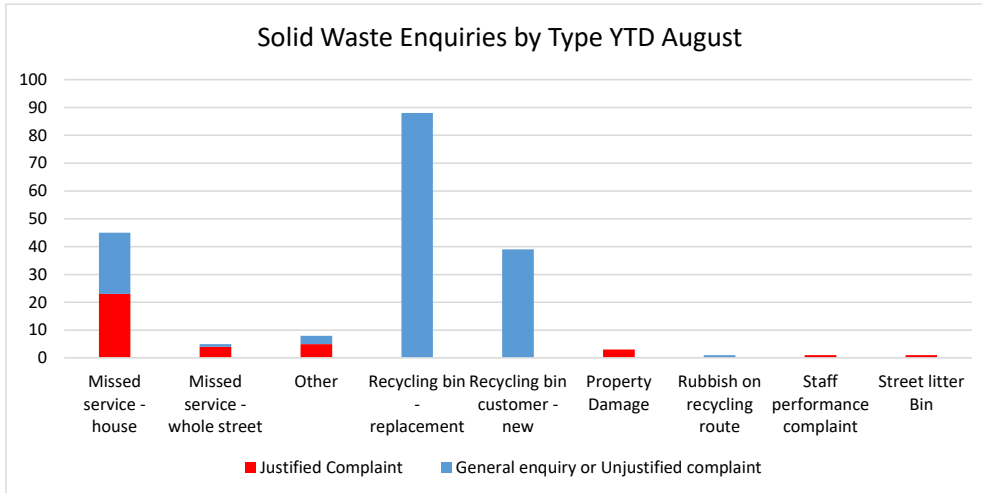 Solid Waste Enquiries by Type YTD August
100
90
80
70
60
50
40
30
20
10
0
Missed service - house
Missed service - whole street
Other
Recycling bin - replacement
Recycling bin customer - new
Property Damage
Rubbish on recycling route
Staff performance complaint
Street litter Bin
Justified Complaint
General enquiry or Unjustified complaint